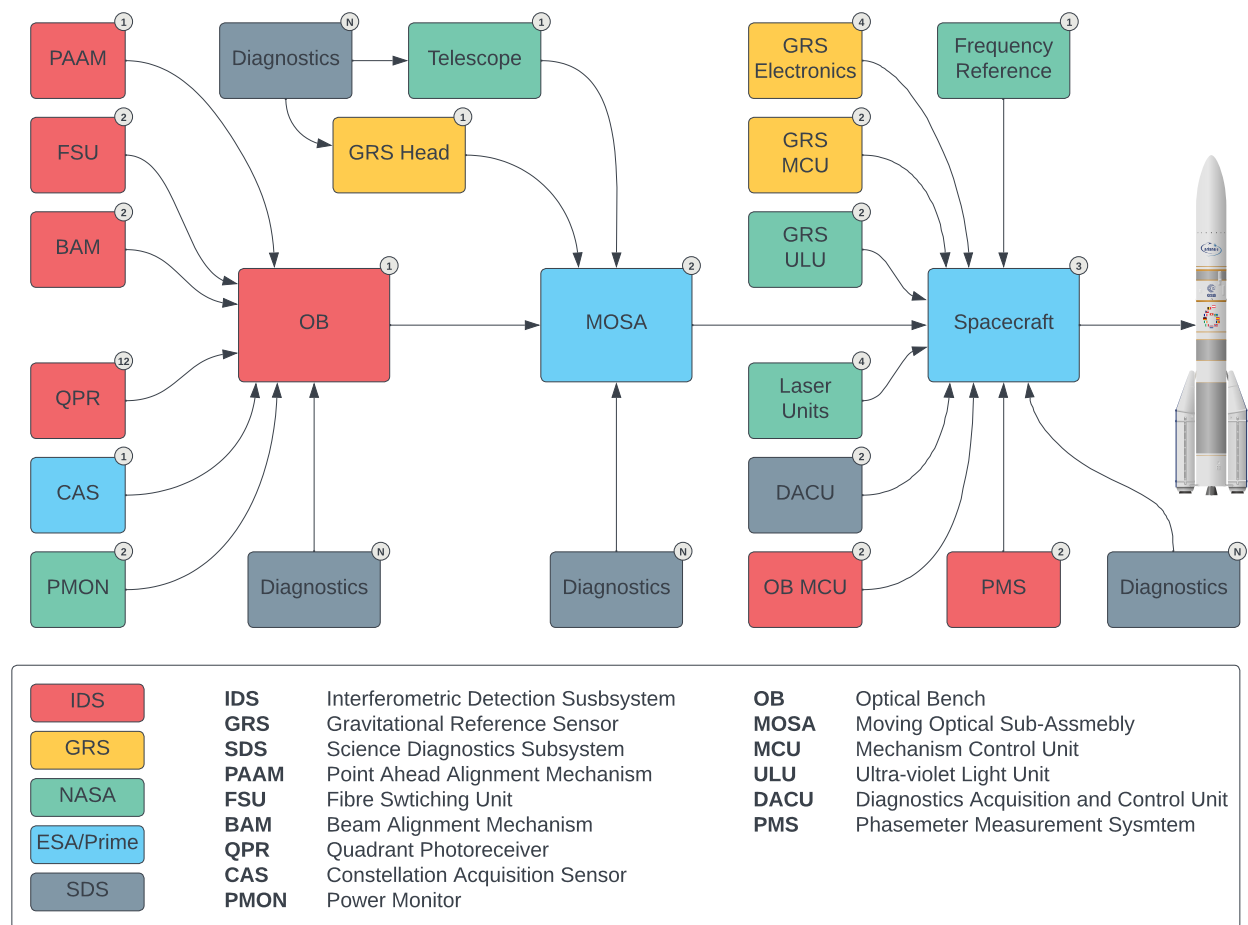 1
PAAM
N
Diagnostics
1
Telescope
4
GRS
Electronics
1
Frequency
Reference
2
FSU
1
GRS Head
2
GRS
MCU
2
BAM
2
GRS
ULU
1
OB
2
MOSA
3
Spacecraft
12
QPR
4
Laser
Units
1
CAS
2
DACU
2
PMON
N
Diagnostics
N
Diagnostics
2
OB MCU
2
PMS
N
Diagnostics
IDS
GRS
NASA
ESA/Prime
SDS
IDS Interferometric Detection Susbsystem
GRS Gravitational Reference Sensor
SDS Science Diagnostics Subsystem
PAAM Point Ahead Alignment Mechanism
FSU Fibre Swtiching Unit
BAM Beam Alignment Mechanism
QPR Quadrant Photoreceiver
CAS Constellation Acquisition Sensor
PMON Power Monitor
OB Optical Bench
MOSA Moving Optical Sub-Assmebly
MCU Mechanism Control Unit
ULU Ultra-violet Light Unit
DACU Diagnostics Acquisition and Control Unit
PMS Phasemeter Measurement Sysmtem